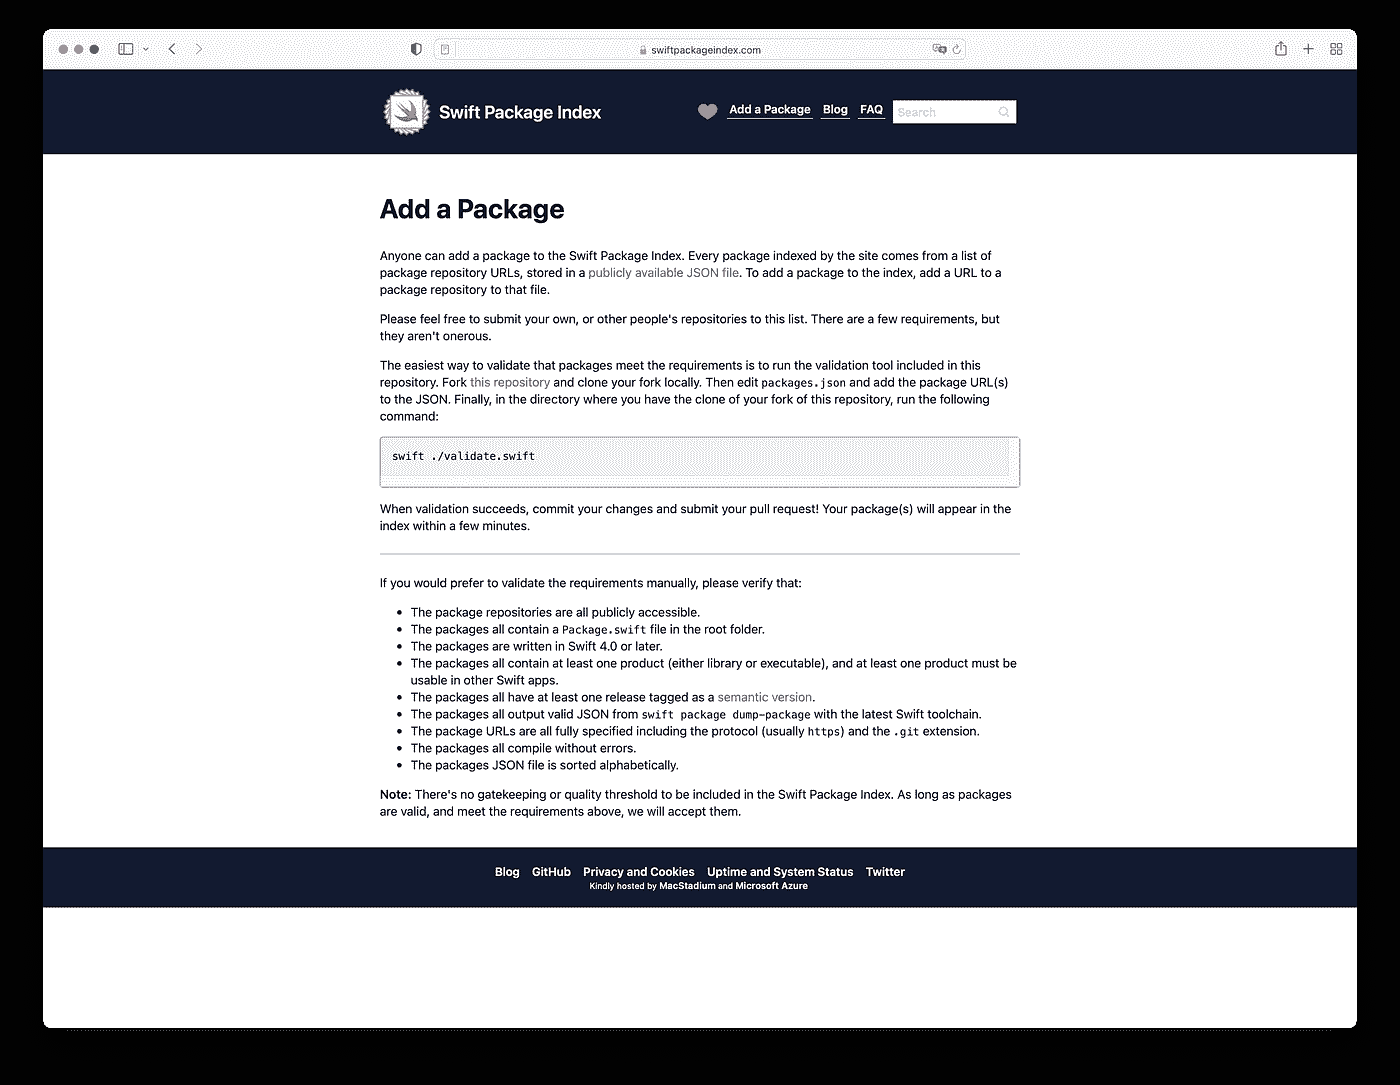 swiftpackageindex.com
Swift Package Index
Add a Package Blog FAQ Search
Add a Package
Anyone can add a package to the Swift Package Index. Every package indexed by the site comes from a list of
package repository URLs, stored in a publicly available JSON file. To add a package to the index, add a URL to a
package repository to that file.
Please feel free to submit your own, or other people's repositories to this list. There are a few requirements, but
they aren't onerous.
The easiest way to validate that packages meet the requirements is to run the validation tool included in this
repository. Fork this repository and clone your fork locally. Then edit packages.json and add the package URL(s)
to the JSON. Finally, in the directory where you have the clone of your fork of this repository, run the following
command:
swift ./validate.swift
When validation succeeds, commit your changes and submit your pull request! Your package(s) will appear in the
index within a few minutes.
If you would prefer to validate the requirements manually, please verify that:
• The package repositories are all publicly accessible.
• The packages all contain a Package.swift file in the root folder.
• The packages are written in Swift 4.0 or later.
• The packages all contain at least one product (either library or executable), and at least one product must be
usable in other Swift apps.
• The packages all have at least one release tagged as a semantic version.
• The packages all output valid JSON from swift package dump-package with the latest Swift toolchain.
• The package URLs are all fully specified including the protocol (usually https) and the .git extension.
• The packages all compile without errors.
• The packages JSON file is sorted alphabetically.
Note: There's no gatekeeping or quality threshold to be included in the Swift Package Index. As long as packages
are valid, and meet the requirements above, we will accept them.
Blog GitHub Privacy and Cookies Uptime and System Status Twitter
Kindly hosted by MacStadium and Microsoft Azure